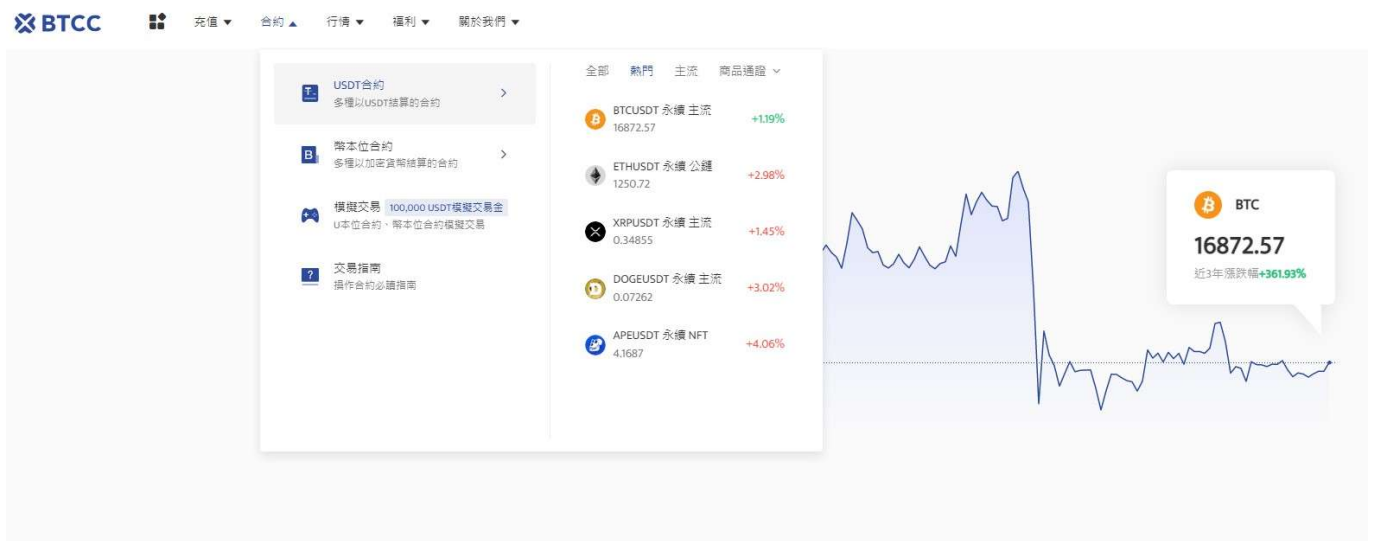 BTCC 充值 ▼ 合約 ▲ 行情 ▼ 福利 ▼ 關於我們 ▼
USDT合約
多種以USDT結算的合約
幣本位合約
多種以加密貨幣結算的合約
模擬交易 100,000 USDT模擬交易金
U本位合約、幣本位合約模擬交易
交易指南
操作合約必讀指南
全部 熱門 主流 商品通證
BTCUSDT 永續 主流
16872.57 +1.19%
ETHUSDT 永續 公鏈
1250.72 +2.98%
XRPUSDT 永續 主流
0.34855 +1.45%
DOGEUSDT 永續 主流
0.07262 +3.02%
APEUSDT 永續 NFT
4.1687 +4.06%
BTC
16872.57
近3年漲跌幅+361.93%